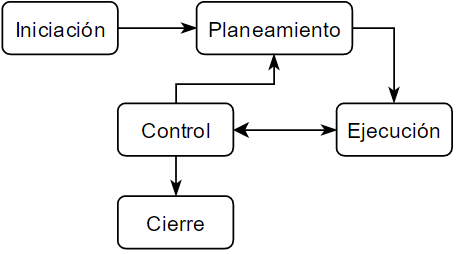 Iniciación
Planeamiento
Control
Ejecución
Cierre